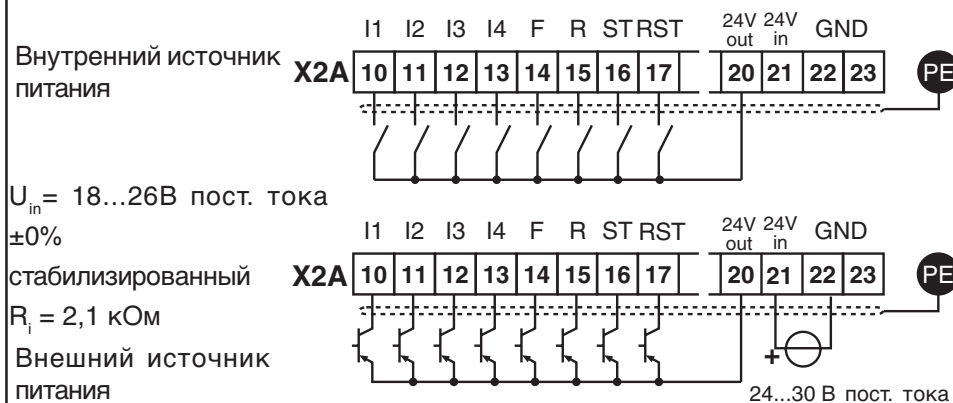 I1 I2 I3 I4 F R ST RST 24V out 24V in GND
Внутренний источник
питания
X2A 10 11 12 13 14 15 16 17 20 21 22 23 PE
U_in= 18...26В пост. тока
±0%
стабилизированный
R_i = 2,1 кОм
Внешний источник
питания
I1 I2 I3 I4 F R ST RST 24V out 24V in GND
X2A 10 11 12 13 14 15 16 17 20 21 22 23 PE
+
24...30 В пост. тока